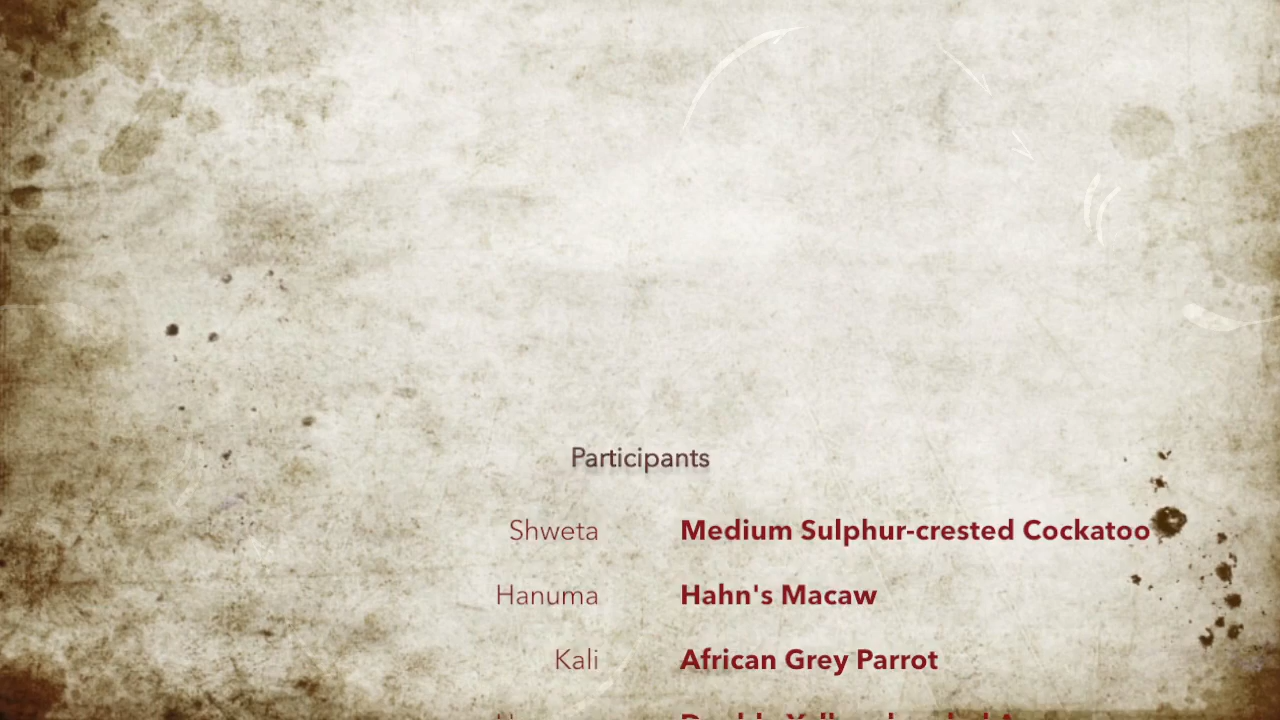 Participants
Shweta Medium Sulphur-crested Cockatoo
Hanuma Hahn's Macaw
Kali African Grey Parrot